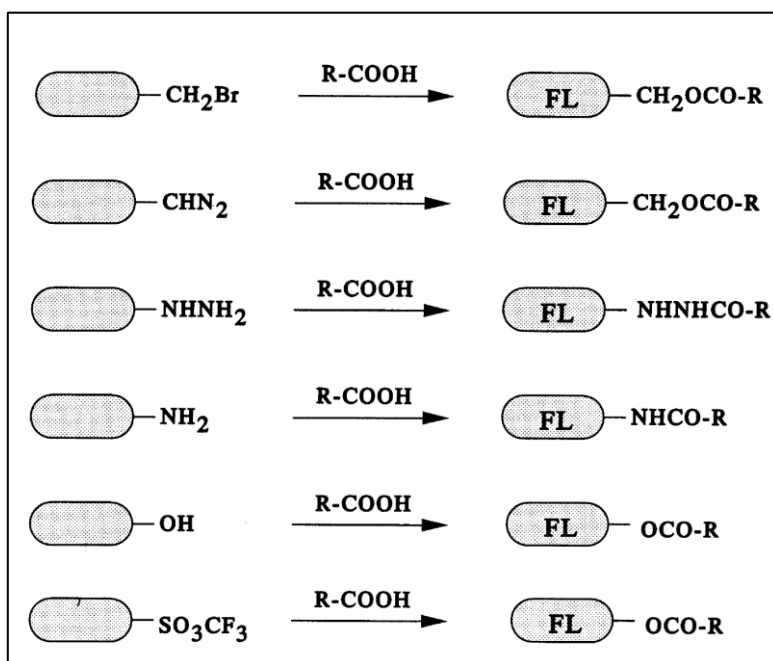 CH₂Br R-COOH FL CH₂OCO-R
CHN₂ R-COOH FL CH₂OCO-R
NHNH₂ R-COOH FL NHNHCO-R
NH₂ R-COOH FL NHCO-R
OH R-COOH FL OCO-R
SO₃CF₃ R-COOH FL OCO-R